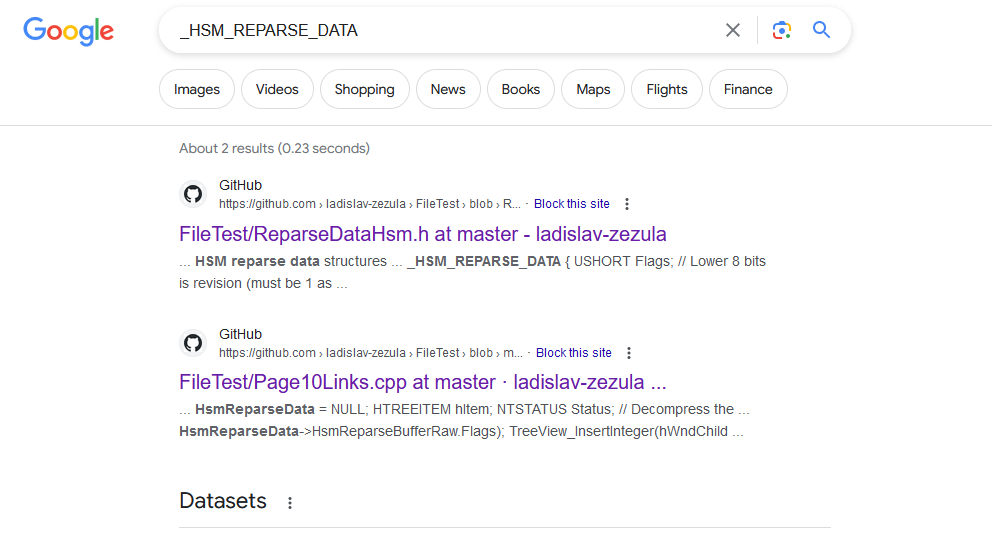 Google
_HSM_REPARSE_DATA
Images
Videos
Shopping
News
Books
Maps
Flights
Finance
About 2 results (0.23 seconds)
GitHub
https://github.com › ladislav-zezula › FileTest › blob › R... · Block this site
FileTest/ReparseDataHsm.h at master - ladislav-zezula
... HSM reparse data structures ... _HSM_REPARSE_DATA { USHORT Flags; // Lower 8 bits
is revision (must be 1 as ...
GitHub
https://github.com › ladislav-zezula › FileTest › blob › m... · Block this site
FileTest/Page10Links.cpp at master · ladislav-zezula ...
... HsmReparseData = NULL; HTREEITEM hItem; NTSTATUS Status; // Decompress the ...
HsmReparseData->HsmReparseBufferRaw.Flags); TreeView_InsertInteger(hWndChild ...
Datasets